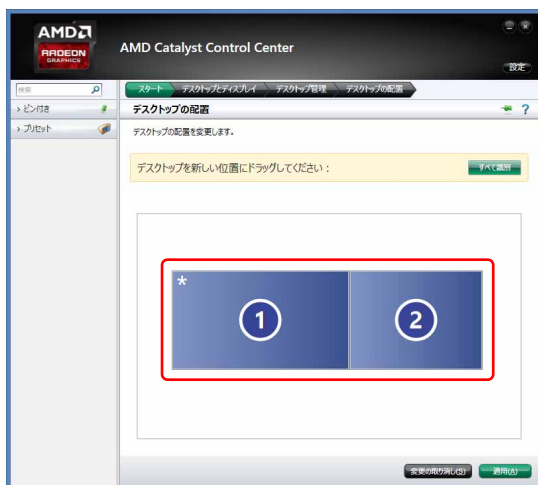 AMD
RADEON
GRAPHICS
AMD Catalyst Control Center
設定
検索
スタート デスクトップとディスプレイ デスクトップ管理 デスクトップの配置
ピン付き
プリセット
デスクトップの配置
?
デスクトップの配置を変更します。
デスクトップを新しい位置にドラッグしてください：
すべて識別
*
1
2
変更の取り消し(S)
適用(A)